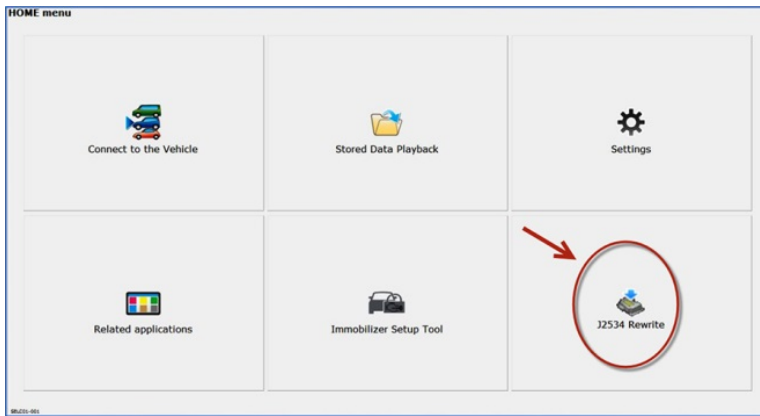 HOME menu
Connect to the Vehicle
Stored Data Playback
Settings
Related applications
Immobilizer Setup Tool
J2534 Rewrite